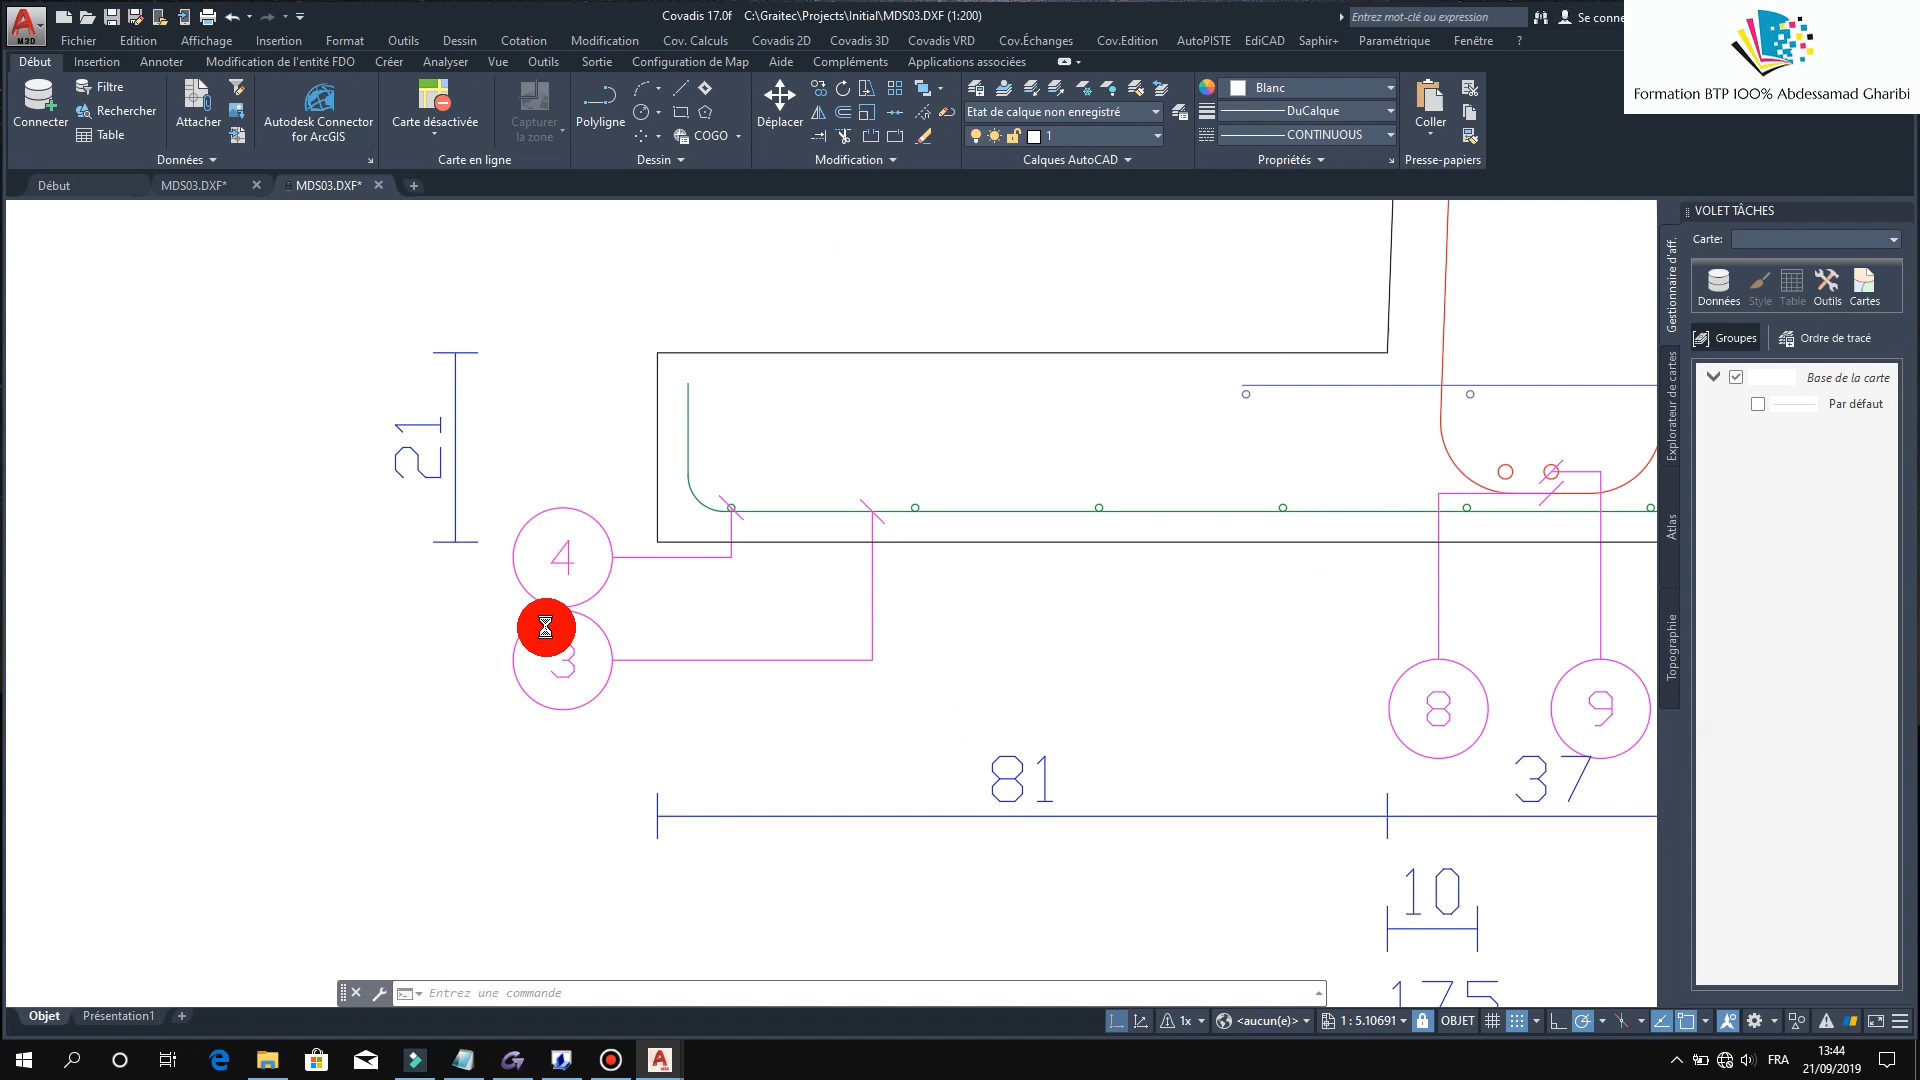 Covadis 17.0f C:\Graitec\Projects\Initial\MDS03.DXF (1:200)
Entrez mot-clé ou expression
Se conne
M3D
Fichier Edition Affichage Insertion Format Outils Dessin Cotation Modification Cov. Calculs Covadis 2D Covadis 3D Covadis VRD Cov.Échanges Cov.Edition AutoPISTE EdiCAD Saphir+ Paramétrique Fenêtre ?
Début Insertion Annoter Modification de l'entité FDO Créer Analyser Vue Outils Sortie Configuration de Map Aide Compléments Applications associées
Formation BTP 100% Abdessamad Gharibi
Connecter
Filtre
Rechercher
Table
Données
Attacher
Autodesk Connector
for ArcGIS
Carte désactivée
Capturer
la zone
Carte en ligne
Polyligne
COGO
Dessin
Déplacer
Modification
Etat de calque non enregistré
1
Calques AutoCAD
Blanc
DuCalque
CONTINUOUS
Propriétés
Coller
Presse-papiers
Début MDS03.DXF* MDS03.DXF*
21
4
3
8
9
81
37
10
175
VOLET TÂCHES
Carte:
Données Style Table Outils Cartes
Groupes Ordre de tracé
Base de la carte
Par défaut
Gestionnaire d'aff.
Explorateur de cartes
Atlas
Topographie
Entrez une commande
Objet Présentation1
1x <aucun(e)> 1 : 5.10691 OBJET
FRA
13:44
21/09/2019